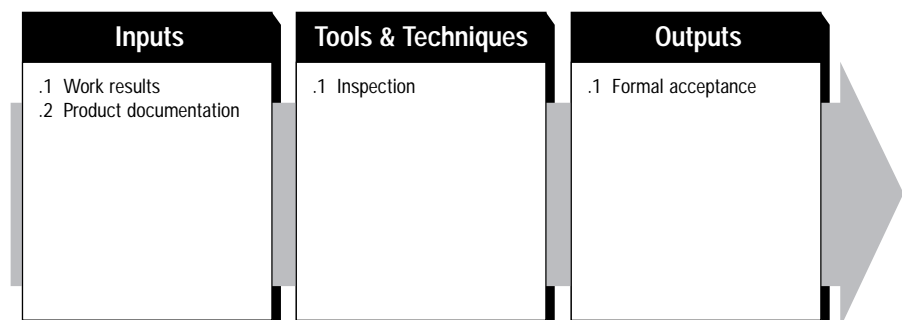 Inputs
.1 Work results
.2 Product documentation
Tools & Techniques
.1 Inspection
Outputs
.1 Formal acceptance